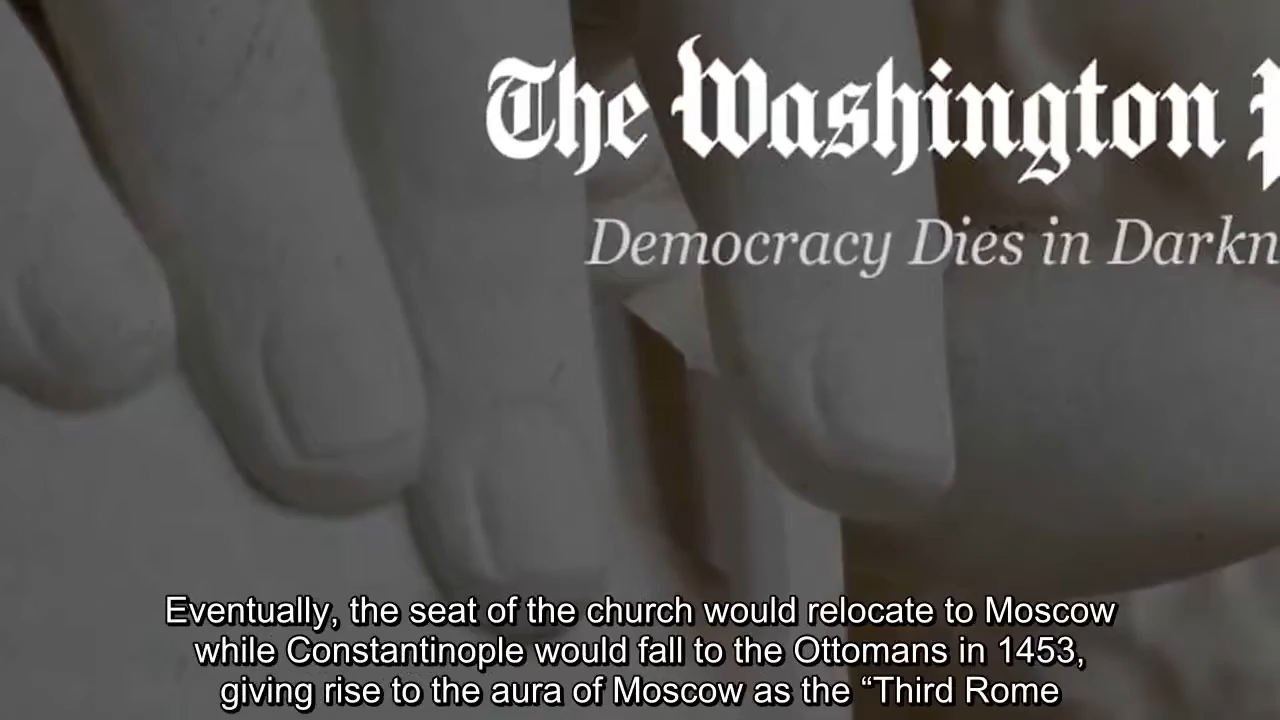 The Washington
Democracy Dies in Darkn
Eventually, the seat of the church would relocate to Moscow
while Constantinople would fall to the Ottomans in 1453,
giving rise to the aura of Moscow as the “Third Rome